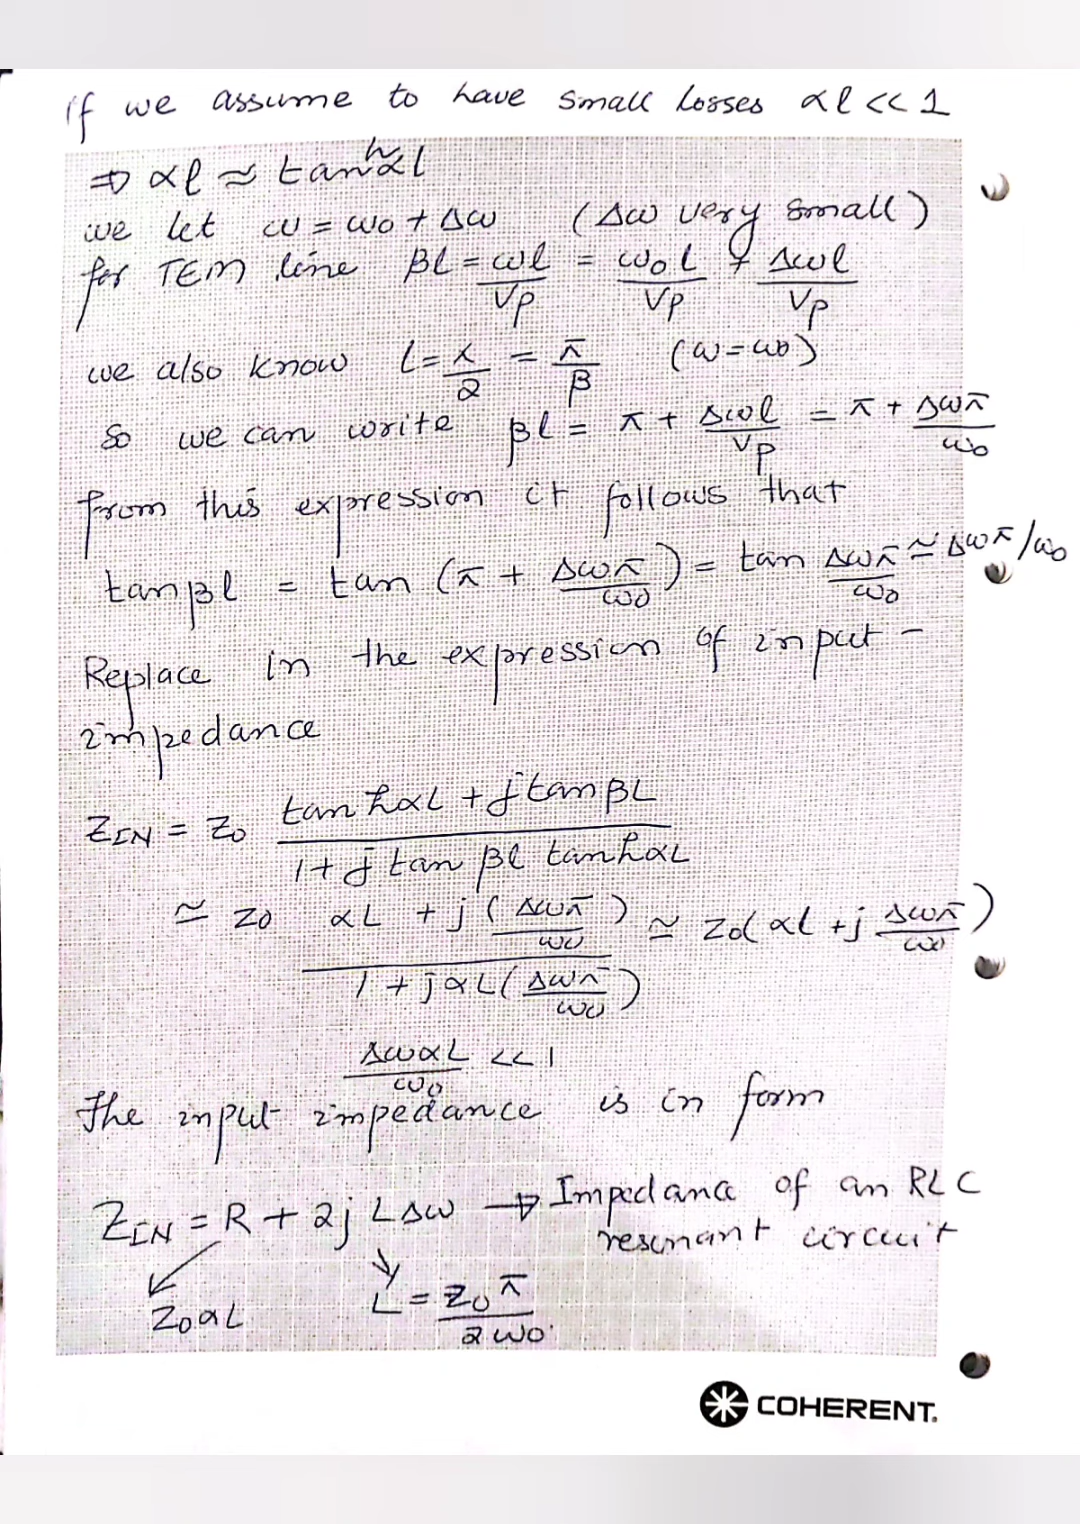 if we assume to have small losses αl << 1
⇒ αl ≈ tanhαl
we let ω = ω0 + Δω (Δω very small)
for TEM line βl = ωl/Vp = ω0l/Vp + Δωl/Vp
we also know l = λ/2 = π/β (ω = ω0)
So we can write βl = π + Δωl/Vp = π + Δωπ/ω0
from this expression it follows that
tanβl = tan (π + Δωπ/ω0) = tan Δωπ/ω0 ≅ Δωπ/ω0
Replace in the expression of input -
impedance
ZIN = Z0 (tanhαl + j tanβl)/(1 + j tan βl tanhαl)
≅ Z0 (αl + j (Δωπ/ω0))/(1 + jαl(Δωπ/ω0)) ≅ Z0(αl + j Δωπ/ω0)
Δωαl/ω0 << 1
The input impedance is in form
ZIN = R + 2j LΔω → Impedance of an RLC
resonant circuit
Z0αl L = Z0π/2ω0
COHERENT.